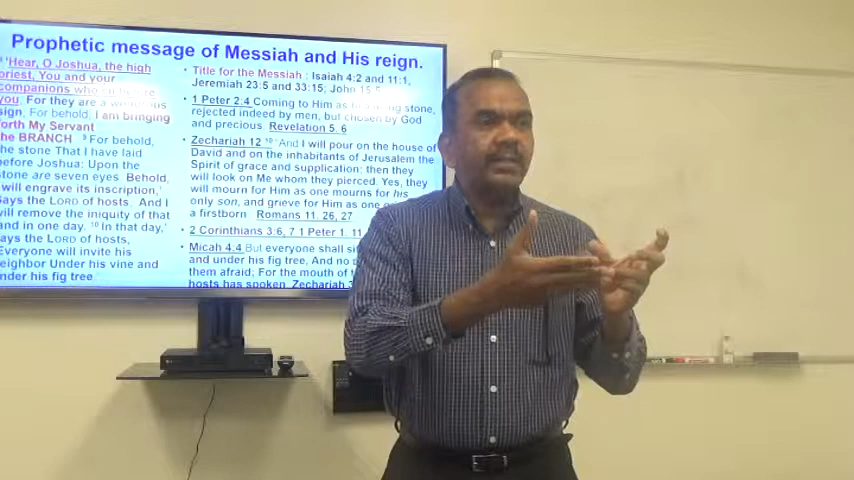 Prophetic message of Messiah and His reign.
'Hear, O Joshua, the high
priest, You and your
companions who
you, For they are a
sign; For behold, I am bringing
forth My Servant
the BRANCH 9 For behold,
the stone That I have laid
before Joshua: Upon the
stone are seven eyes. Behold,
I will engrave its inscription,'
Says the LORD of hosts, And I
will remove the iniquity of that
land in one day. 10 'In that day,'
says the LORD of hosts,
'Everyone will invite his
neighbor Under his vine and
under his fig tree
• Title for the Messiah : Isaiah 4:2 and 11:1,
Jeremiah 23:5 and 33:15, John 15
• 1 Peter 2:4 Coming to Him as to a stone,
rejected indeed by men, but chosen by God
and precious Revelation 5. 6
• Zechariah 12 10 "And I will pour on the house of
David and on the inhabitants of Jerusalem the
Spirit of grace and supplication; then they
will look on Me whom they pierced. Yes, they
will mourn for Him as one mourns for his
only son, and grieve for Him as one
a firstborn Romans 11. 26, 27
• 2 Corinthians 3:6, 7 1 Peter 1. 11
• Micah 4:4 But everyone shall
and under his fig tree, And no
them afraid; For the mouth of
hosts has spoken. Zechariah